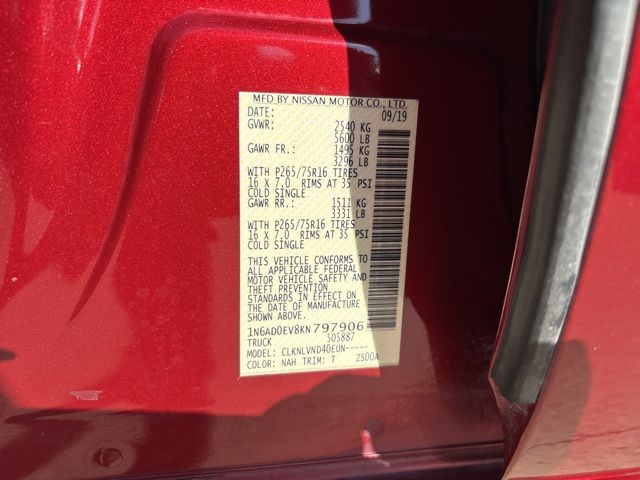 MFD BY NISSAN MOTOR CO., LTD.
DATE: 09/19
GVWR: 2540 KG
5600 LB
GAWR FR.: 1495 KG
3296 LB
WITH P265/75R16 TIRES
16 X 7.0 RIMS AT 35 PSI
COLD SINGLE
GAWR RR.: 1511 KG
3331 LB
WITH P265/75R16 TIRES
16 X 7.0 RIMS AT 35 PSI
COLD SINGLE
THIS VEHICLE CONFORMS TO
ALL APPLICABLE FEDERAL
MOTOR VEHICLE SAFETY AND
THEFT PREVENTION
STANDARDS IN EFFECT ON
THE DATE OF MANUFACTURE
SHOWN ABOVE.
1N6AD0EV8KN797906
TRUCK 505887
MODEL: CLKNLVND40EUN-----
COLOR: NAH TRIM: T ZS00A